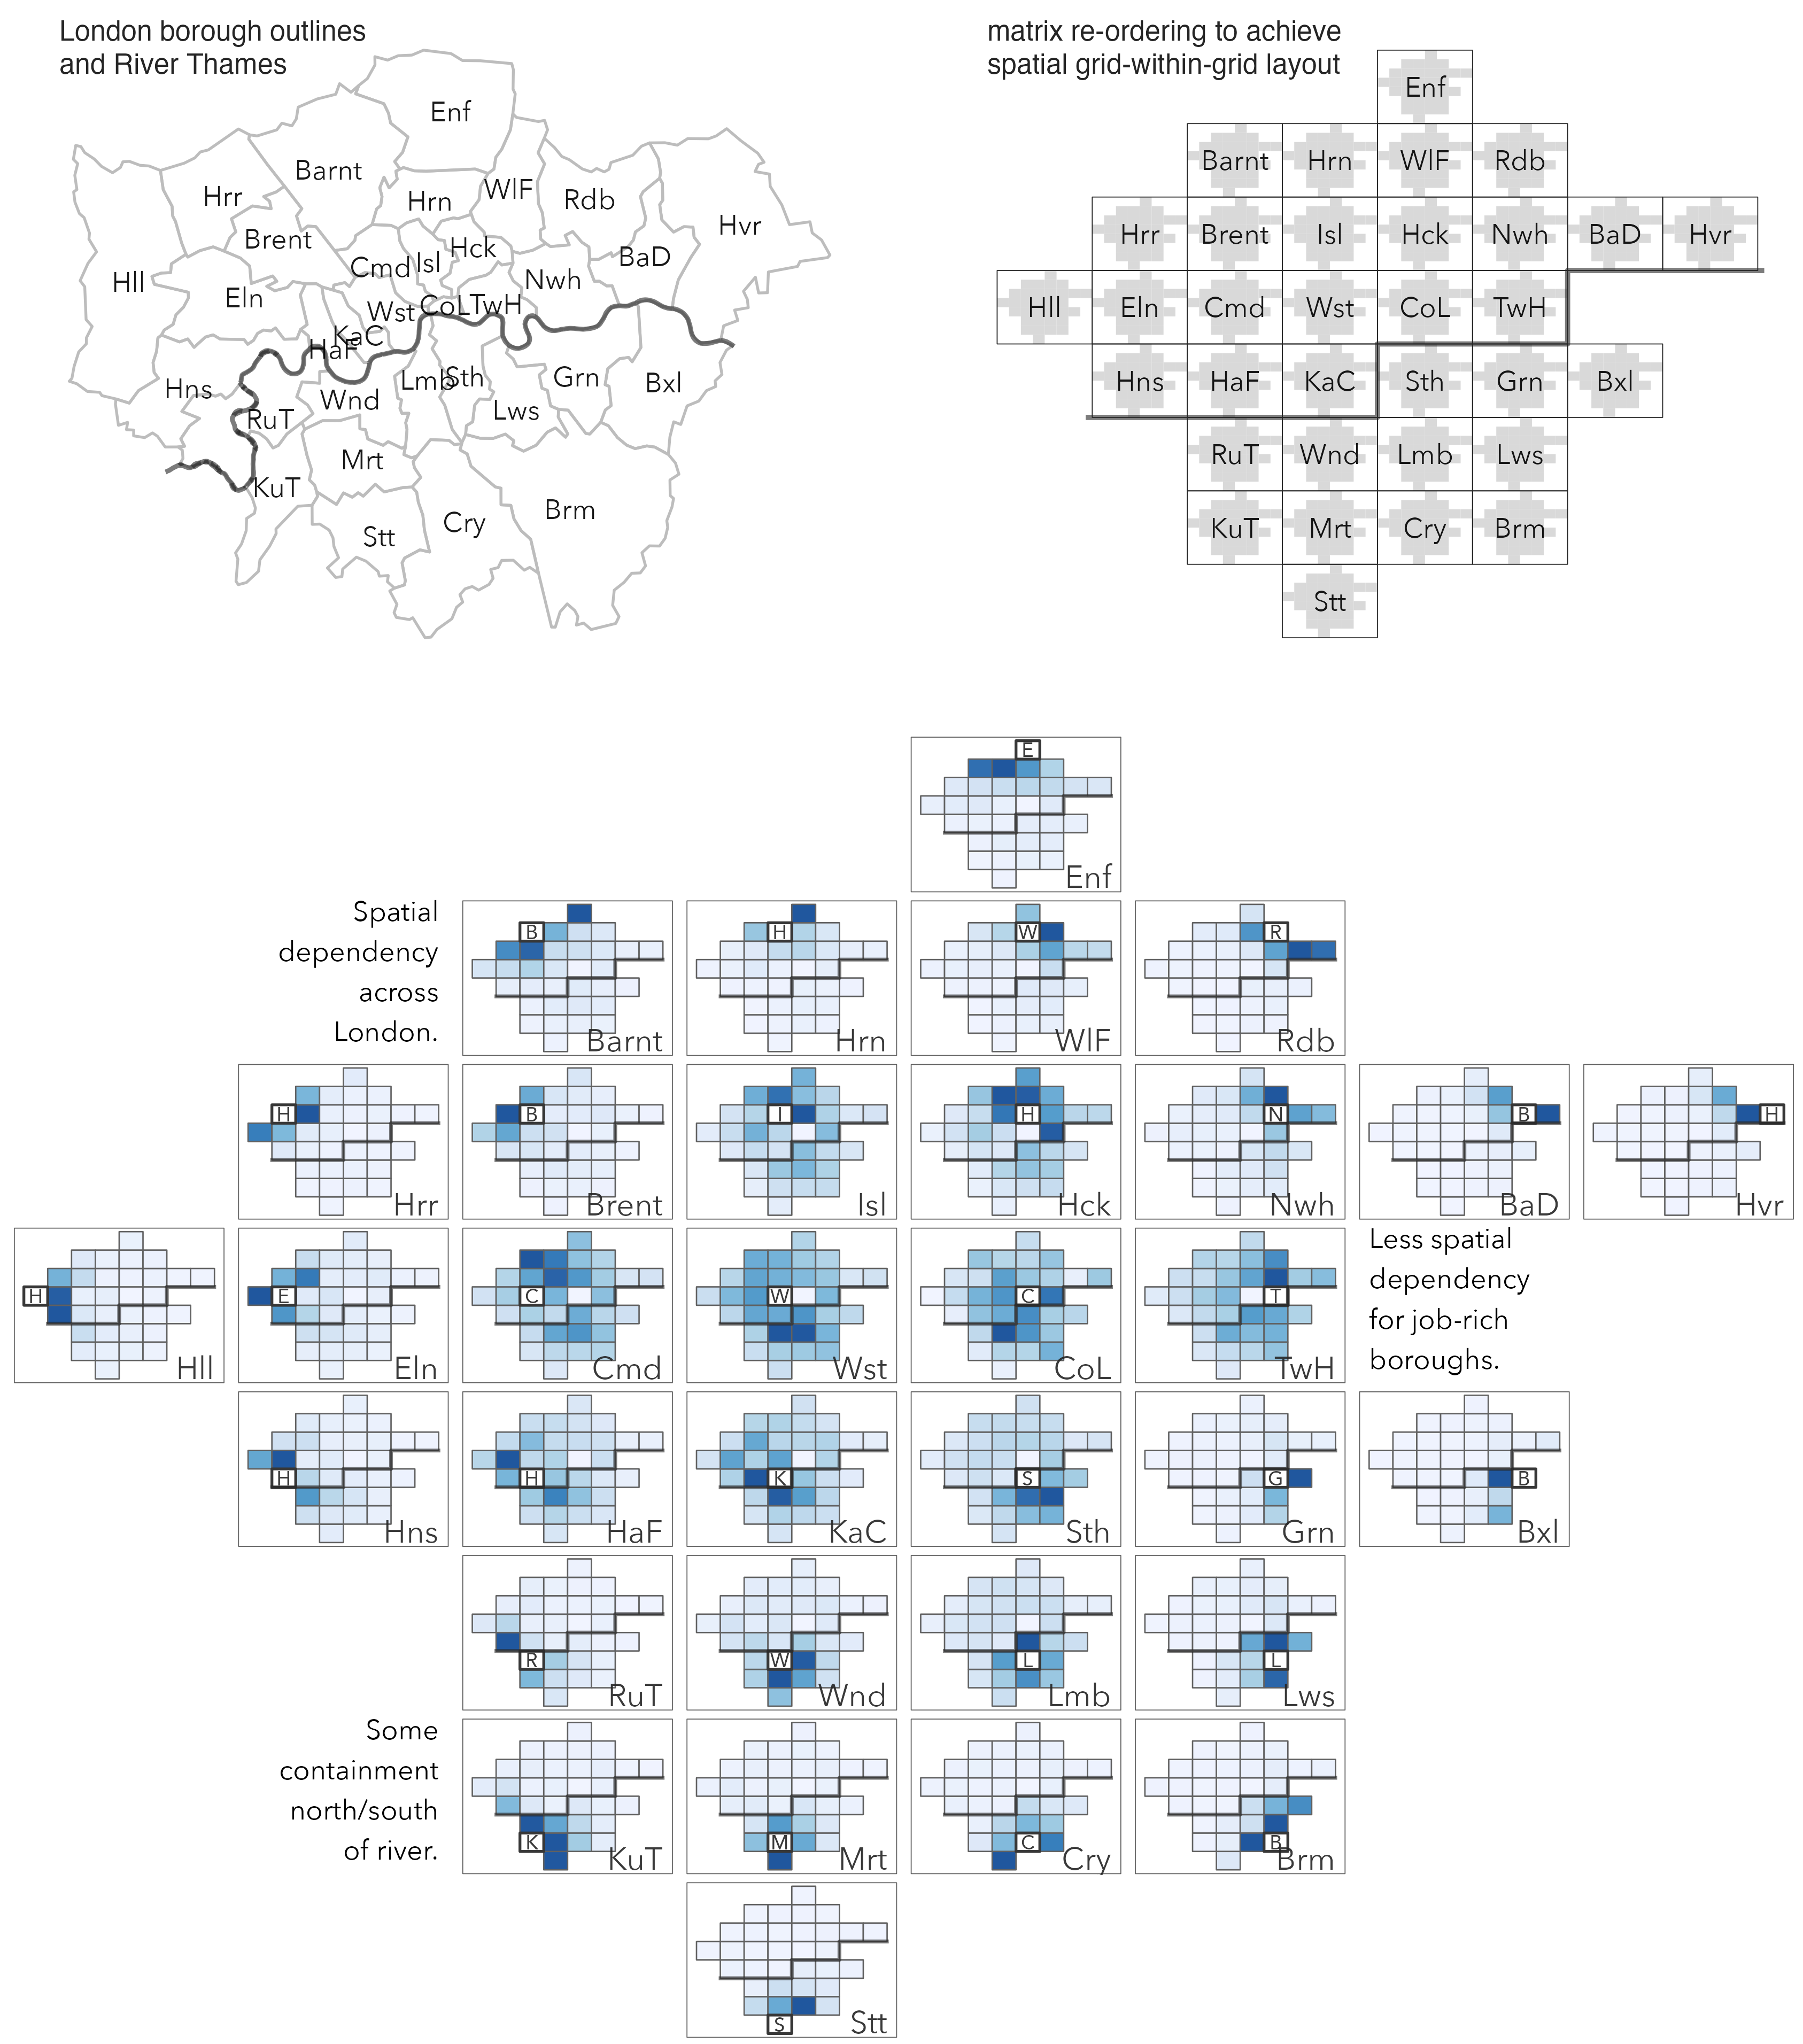 London borough outlines
and River Thames
Enf
Barnt
Hrr
Hrn
WlF
Rdb
Hvr
Brent
Hck
BaD
Cmd
Isl
Hll
Nwh
Eln
Wst
CoL
TwH
KaC
HaF
Hns
Lmb
Sth
Grn
Bxl
Wnd
Lws
RuT
Mrt
KuT
Brm
Cry
Stt
matrix re-ordering to achieve
spatial grid-within-grid layout
Enf
Barnt Hrn WlF Rdb
Hrr Brent Isl Hck Nwh BaD Hvr
Hll Eln Cmd Wst CoL TwH
Hns HaF KaC Sth Grn Bxl
RuT Wnd Lmb Lws
KuT Mrt Cry Brm
Stt
E
Enf
Spatial
dependency
across
London.
B H W R
Barnt Hrn WlF Rdb
H B I H N B H
Hrr Brent Isl Hck Nwh BaD Hvr
H E C W C T
Hll Eln Cmd Wst CoL TwH
Less spatial
dependency
for job-rich
boroughs.
H H K S G B
Hns HaF KaC Sth Grn Bxl
R W L L
RuT Wnd Lmb Lws
Some
containment
north/south
of river.
K M C B
KuT Mrt Cry Brm
S
Stt